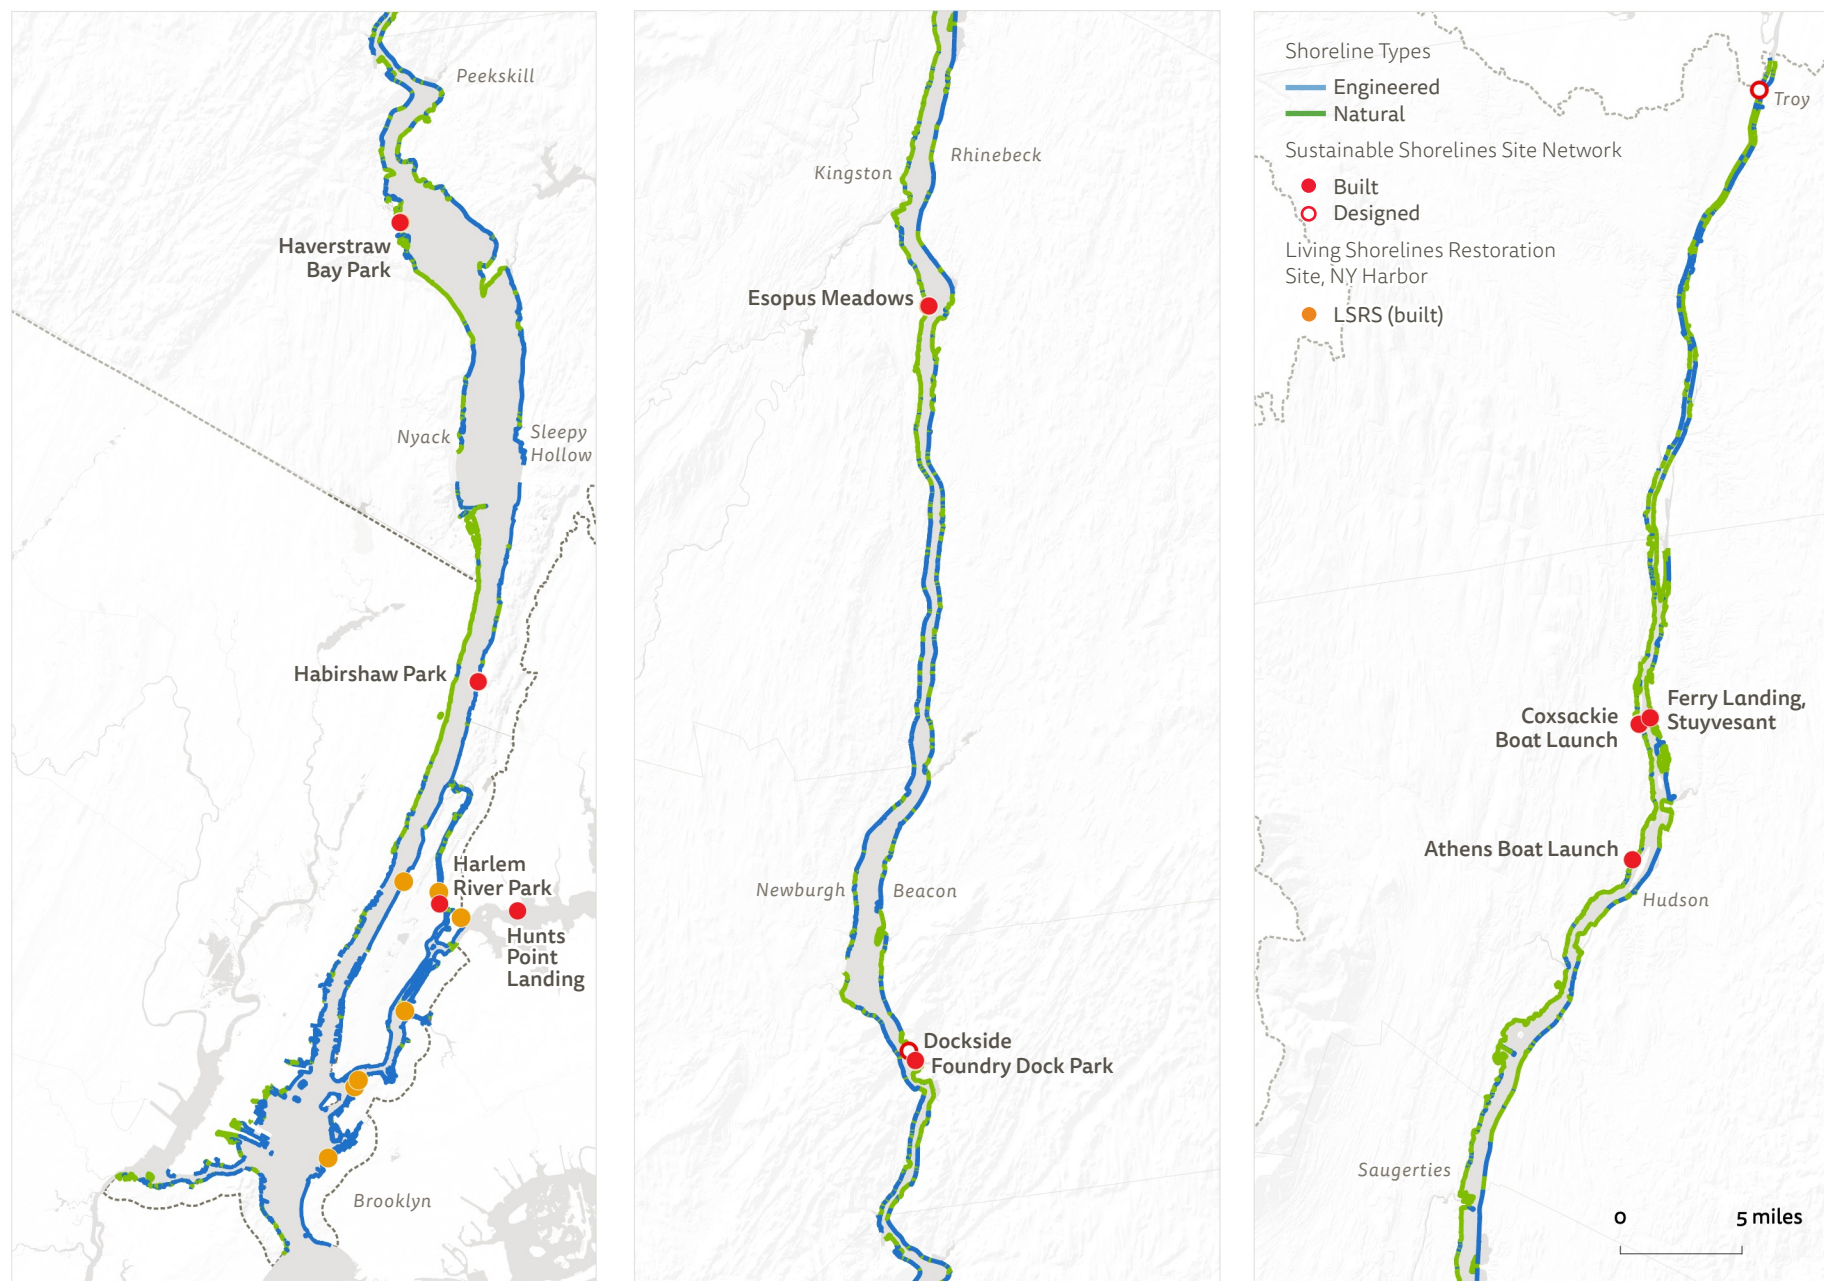 Peekskill
Haverstraw
Bay Park
Nyack
Sleepy
Hollow
Habirshaw Park
Harlem
River Park
Hunts
Point
Landing
Brooklyn
Kingston
Rhinebeck
Esopus Meadows
Newburgh
Beacon
Dockside
Foundry Dock Park
Shoreline Types
Engineered
Natural
Sustainable Shorelines Site Network
Built
Designed
Living Shorelines Restoration
Site, NY Harbor
LSRS (built)
Troy
Ferry Landing,
Stuyvesant
Coxsackie
Boat Launch
Athens Boat Launch
Hudson
Saugerties
0 5 miles